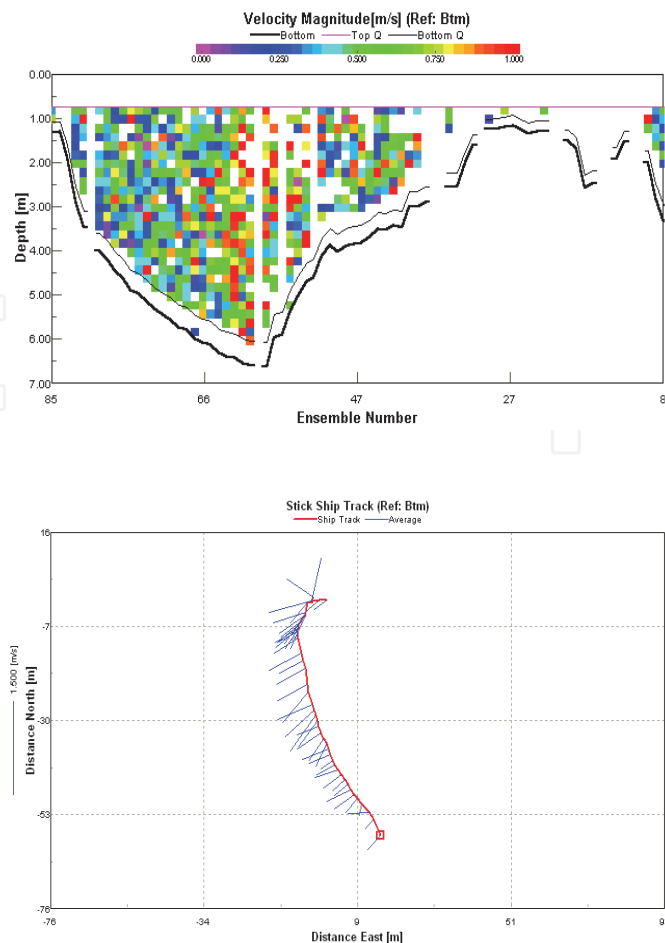 Velocity Magnitude[m/s] (Ref: Btm)
Bottom Top Q Bottom Q
0.000 0.250 0.500 0.750 1.000
0.00
1.00
2.00
3.00
4.00
5.00
6.00
7.00
Depth [m]
85 66 47 27 8
Ensemble Number
Stick Ship Track (Ref: Btm)
Ship Track Average
16
-7
-30
-53
-76
1.500 [m/s]
Distance North [m]
-76 -34 9 51 9
Distance East [m]